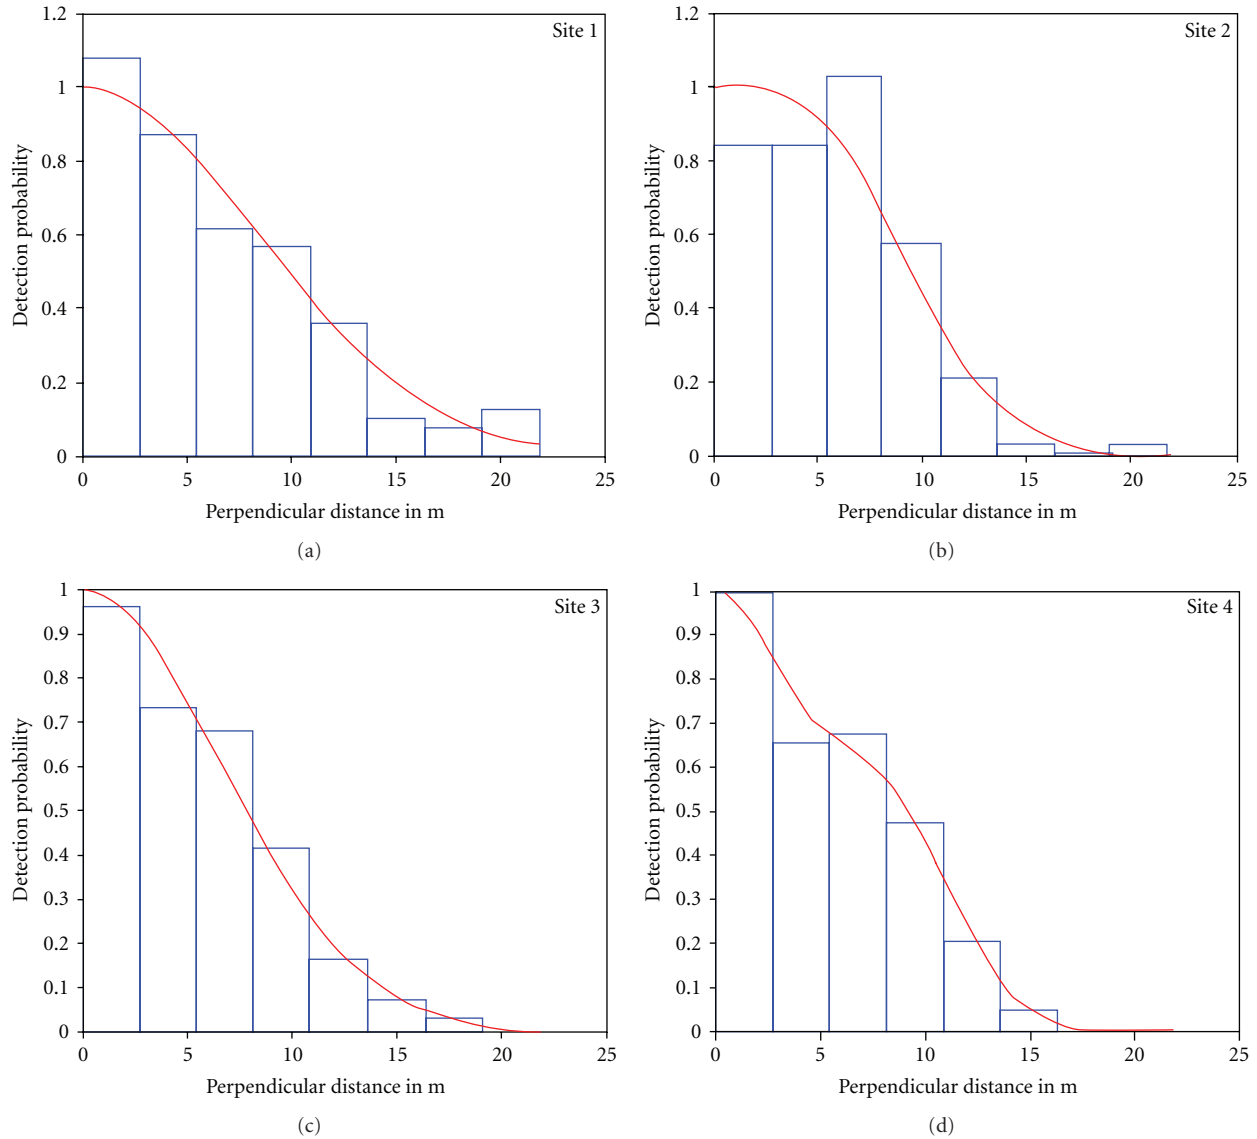 Site 1
1.2
1
0.8
0.6
0.4
0.2
0
Detection probability
0 5 10 15 20 25
Perpendicular distance in m
(a)
Site 2
1.2
1
0.8
0.6
0.4
0.2
0
Detection probability
0 5 10 15 20 25
Perpendicular distance in m
(b)
Site 3
1
0.9
0.8
0.7
0.6
0.5
0.4
0.3
0.2
0.1
0
Detection probability
0 5 10 15 20 25
Perpendicular distance in m
(c)
Site 4
1
0.9
0.8
0.7
0.6
0.5
0.4
0.3
0.2
0.1
0
Detection probability
0 5 10 15 20 25
Perpendicular distance in m
(d)